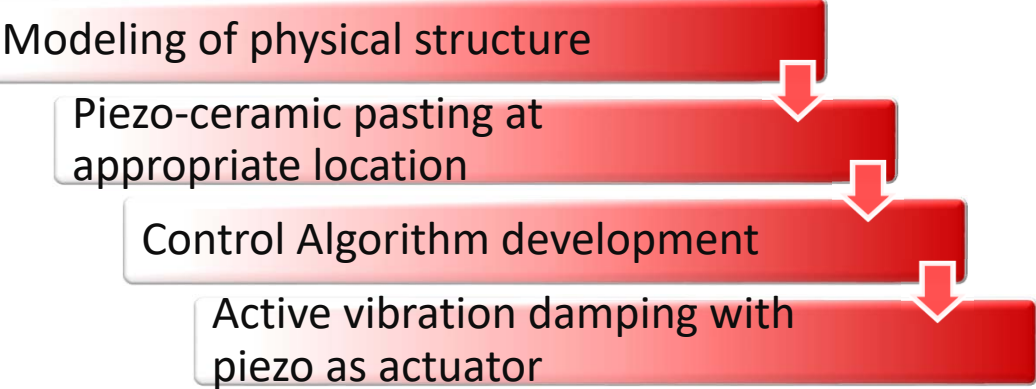 Modeling of physical structure
Piezo-ceramic pasting at
appropriate location
Control Algorithm development
Active vibration damping with
piezo as actuator